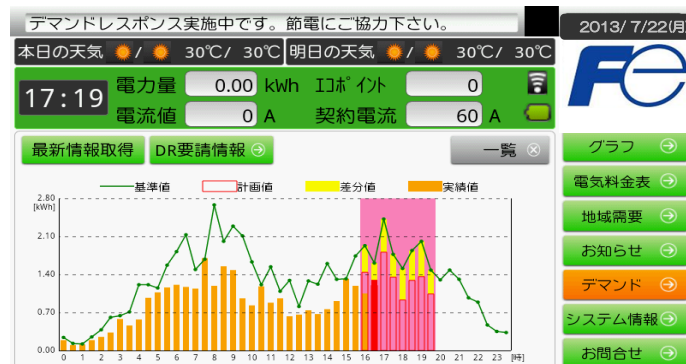 デマンドレスポンス実施中です。節電にご協力下さい。
2013/ 7/22(月)
本日の天気 / 30℃/ 30℃ 明日の天気 / 30℃/ 30℃
17:19
電力量 0.00 kWh ｴｺﾎﾟｲﾝﾄ 0
電流値 0 A 契約電流 60 A
Fe
最新情報取得 DR要請情報 一覧
グラフ
電気料金表
地域需要
お知らせ
デマンド
システム情報
お問合せ
基準値 計画値 差分値 実績値
2.80
[kWh]
2.10
1.40
0.70
0.00
0 1 2 3 4 5 6 7 8 9 10 11 12 13 14 15 16 17 18 19 20 21 22 23 [時]